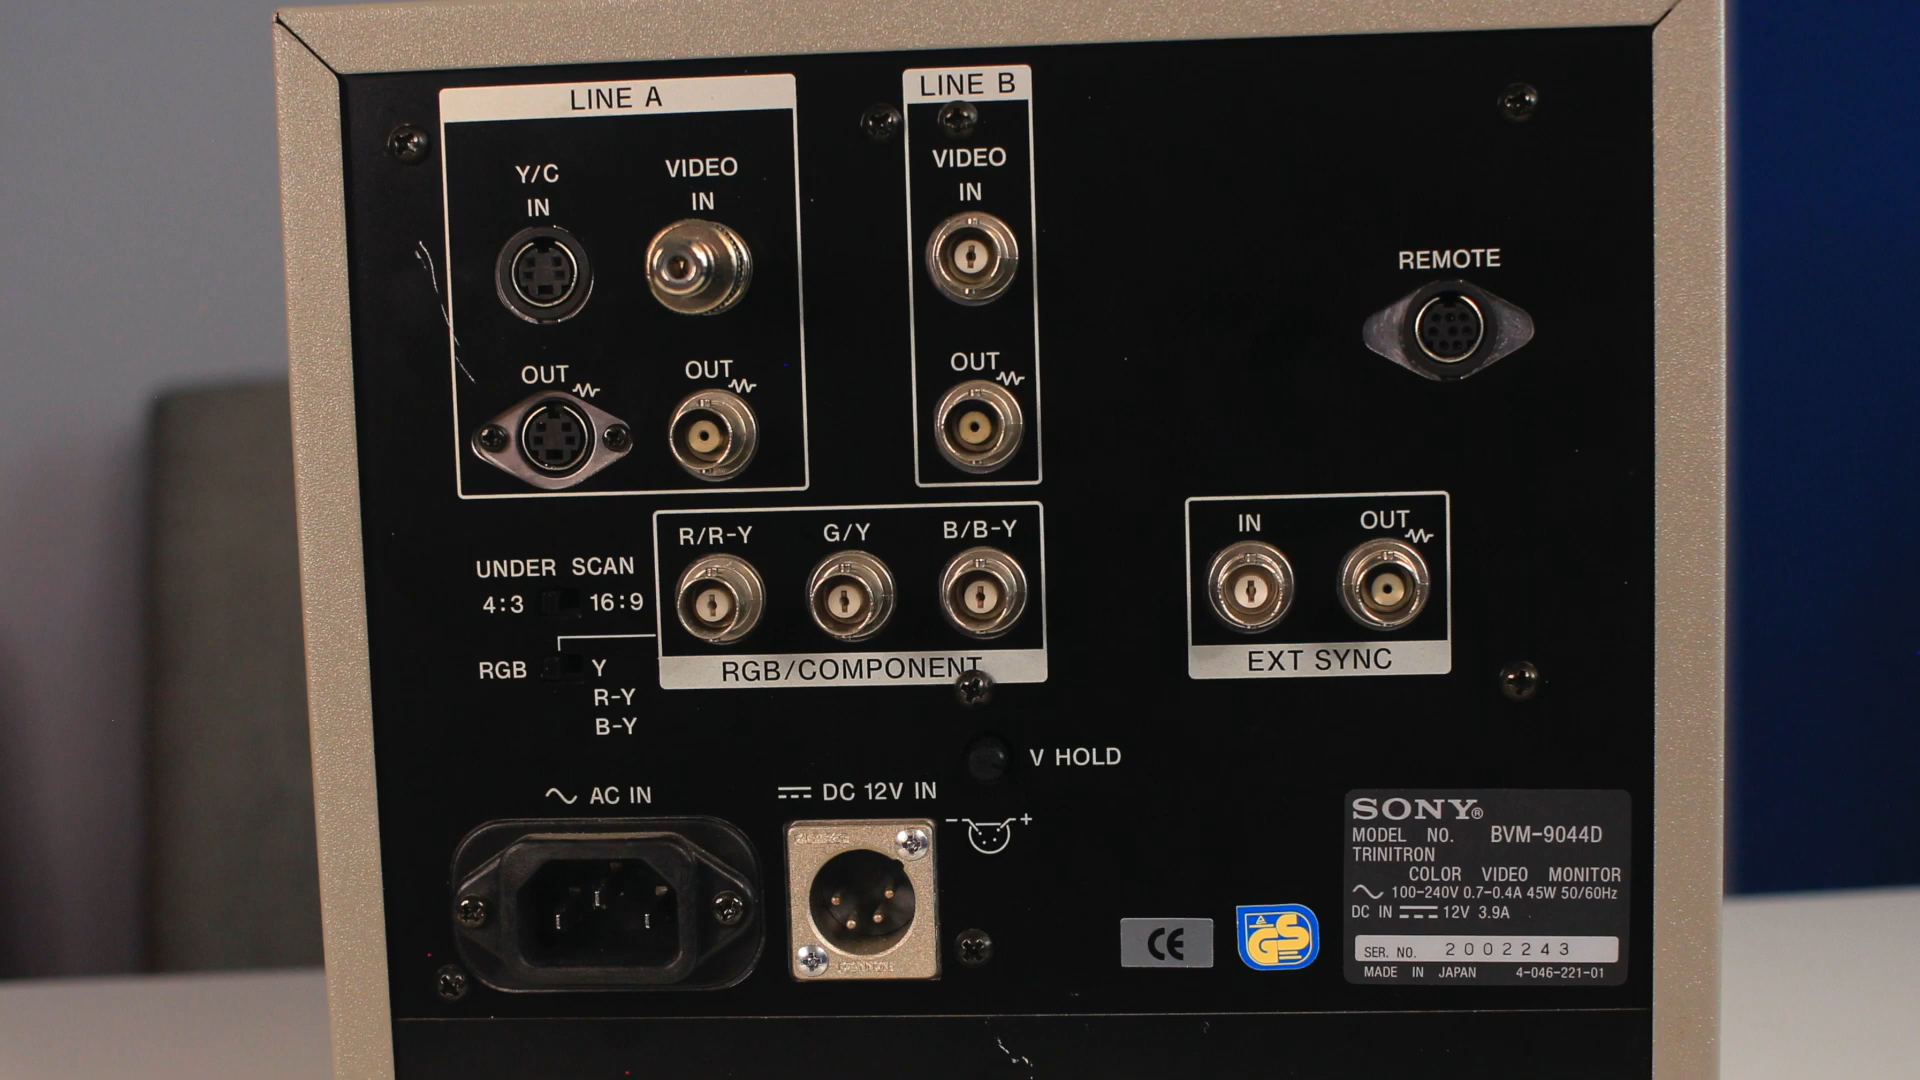 LINE A
Y/C
IN
VIDEO
IN
OUT
OUT
LINE B
VIDEO
IN
OUT
REMOTE
UNDER SCAN
4:3 16:9
RGB Y
R-Y
B-Y
R/R-Y G/Y B/B-Y
RGB/COMPONENT
IN OUT
EXT SYNC
V HOLD
AC IN
DC 12V IN
- +
CE
GS
SONY®
MODEL NO. BVM-9044D
TRINITRON
COLOR VIDEO MONITOR
100-240V 0.7-0.4A 45W 50/60Hz
DC IN 12V 3.9A
SER. NO. 2002243
MADE IN JAPAN 4-046-221-01